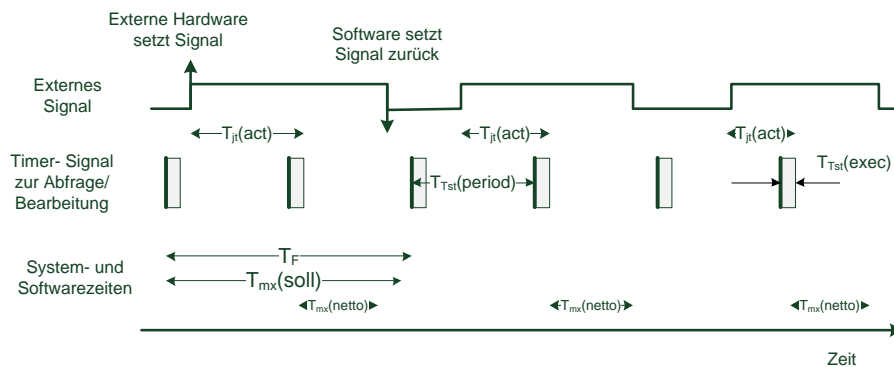 Externe Hardware
setzt Signal
Software setzt
Signal zurück
Externes
Signal
Tjt(act)
Tjt(act)
Tjt(act)
Timer- Signal
zur Abfrage/
Bearbeitung
TTst(period)
TTst(exec)
System- und
Softwarezeiten
TF
Tmx(soll)
Tmx(netto)
Tmx(netto)
Tmx(netto)
Zeit